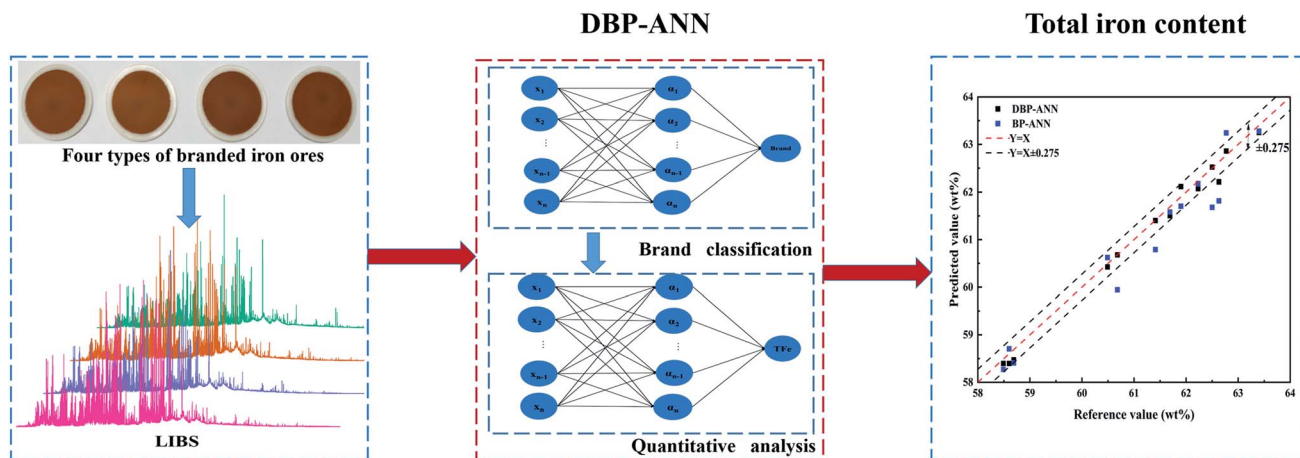 DBP-ANN
Total iron content
Four types of branded iron ores
LIBS
x₁
x₂
⋮
xₙ₋₁
xₙ
α₁
α₂
⋮
αₙ₋₁
αₙ
Brand
Brand classification
x₁
x₂
⋮
xₙ₋₁
xₙ
α₁
α₂
⋮
αₙ₋₁
αₙ
TFe
Quantitative analysis
DBP-ANN
BP-ANN
Y=X
Y=X±0.275
±0.275
Predicted value (wt%)
64
63
62
61
60
59
58
58 59 60 61 62 63 64
Reference value (wt%)